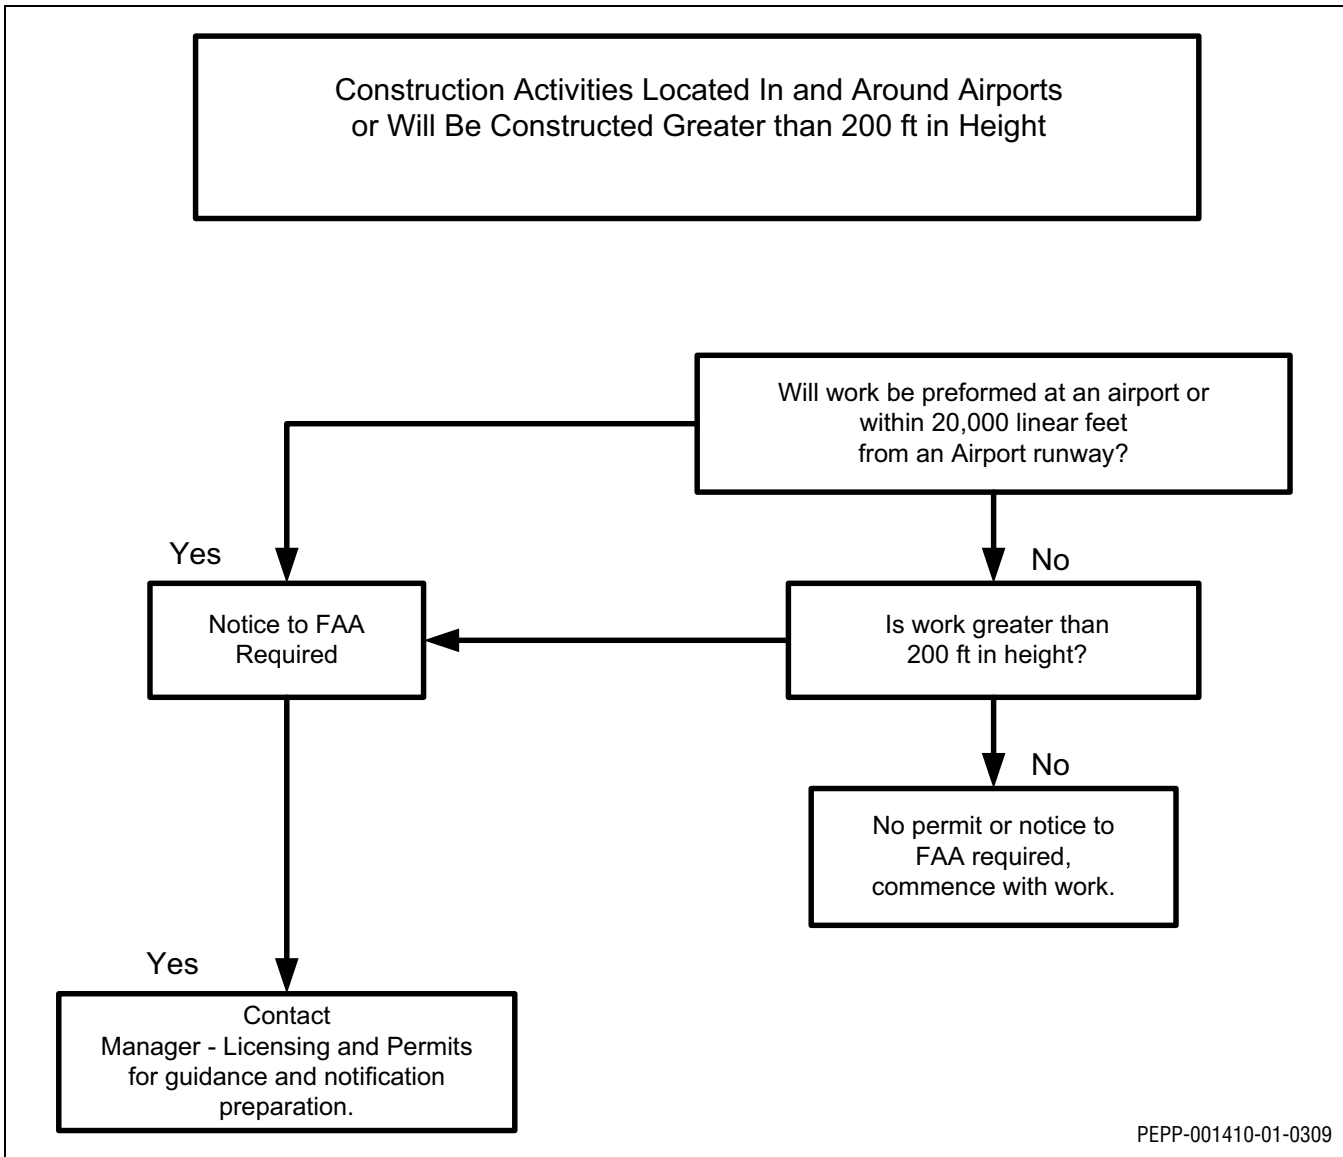 Construction Activities Located In and Around Airports
or Will Be Constructed Greater than 200 ft in Height
Will work be preformed at an airport or
within 20,000 linear feet
from an Airport runway?
Yes
No
Notice to FAA
Required
Is work greater than
200 ft in height?
No
No permit or notice to
FAA required,
commence with work.
Yes
Contact
Manager - Licensing and Permits
for guidance and notification
preparation.
PEPP-001410-01-0309